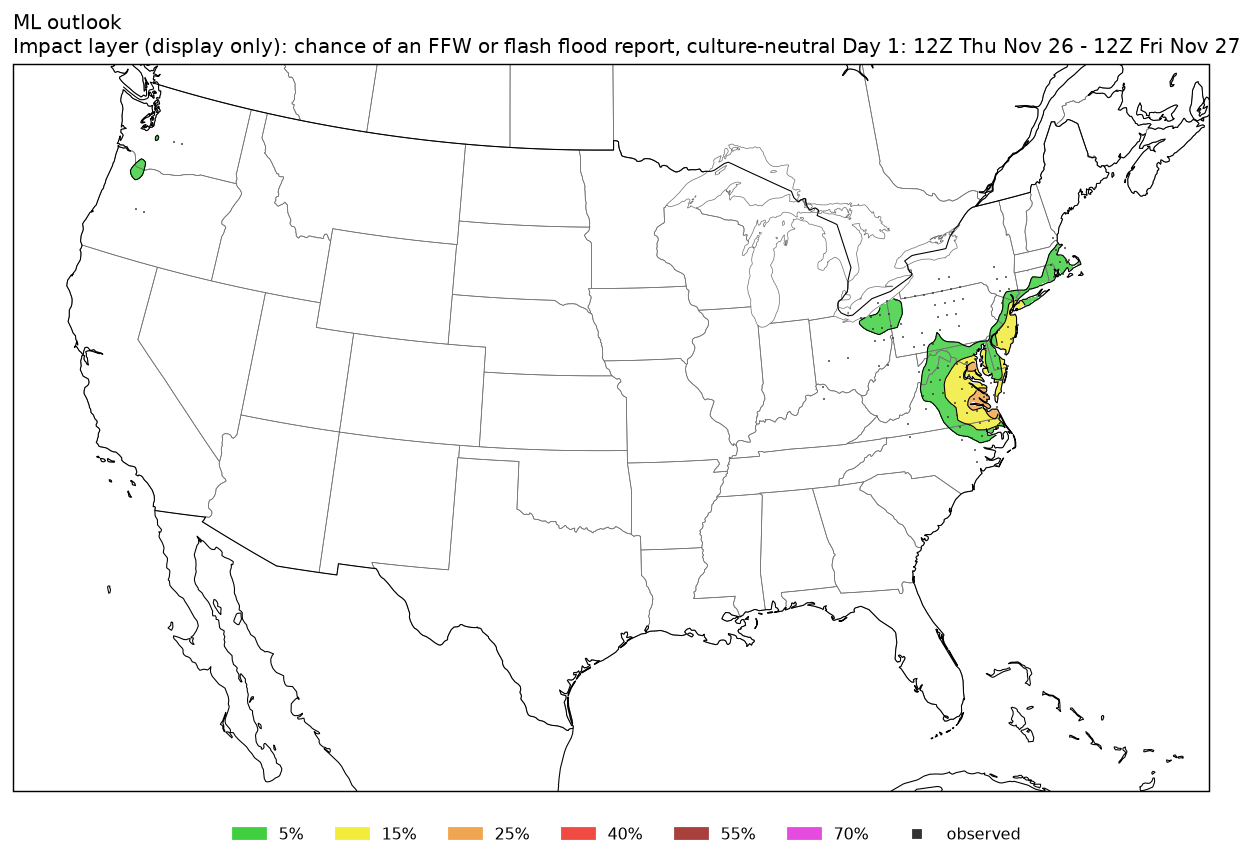 ML outlook
Impact layer (display only): chance of an FFW or flash flood report, culture-neutral Day 1: 12Z Thu Nov 26 - 12Z Fri Nov 27
5% 15% 25% 40% 55% 70% observed